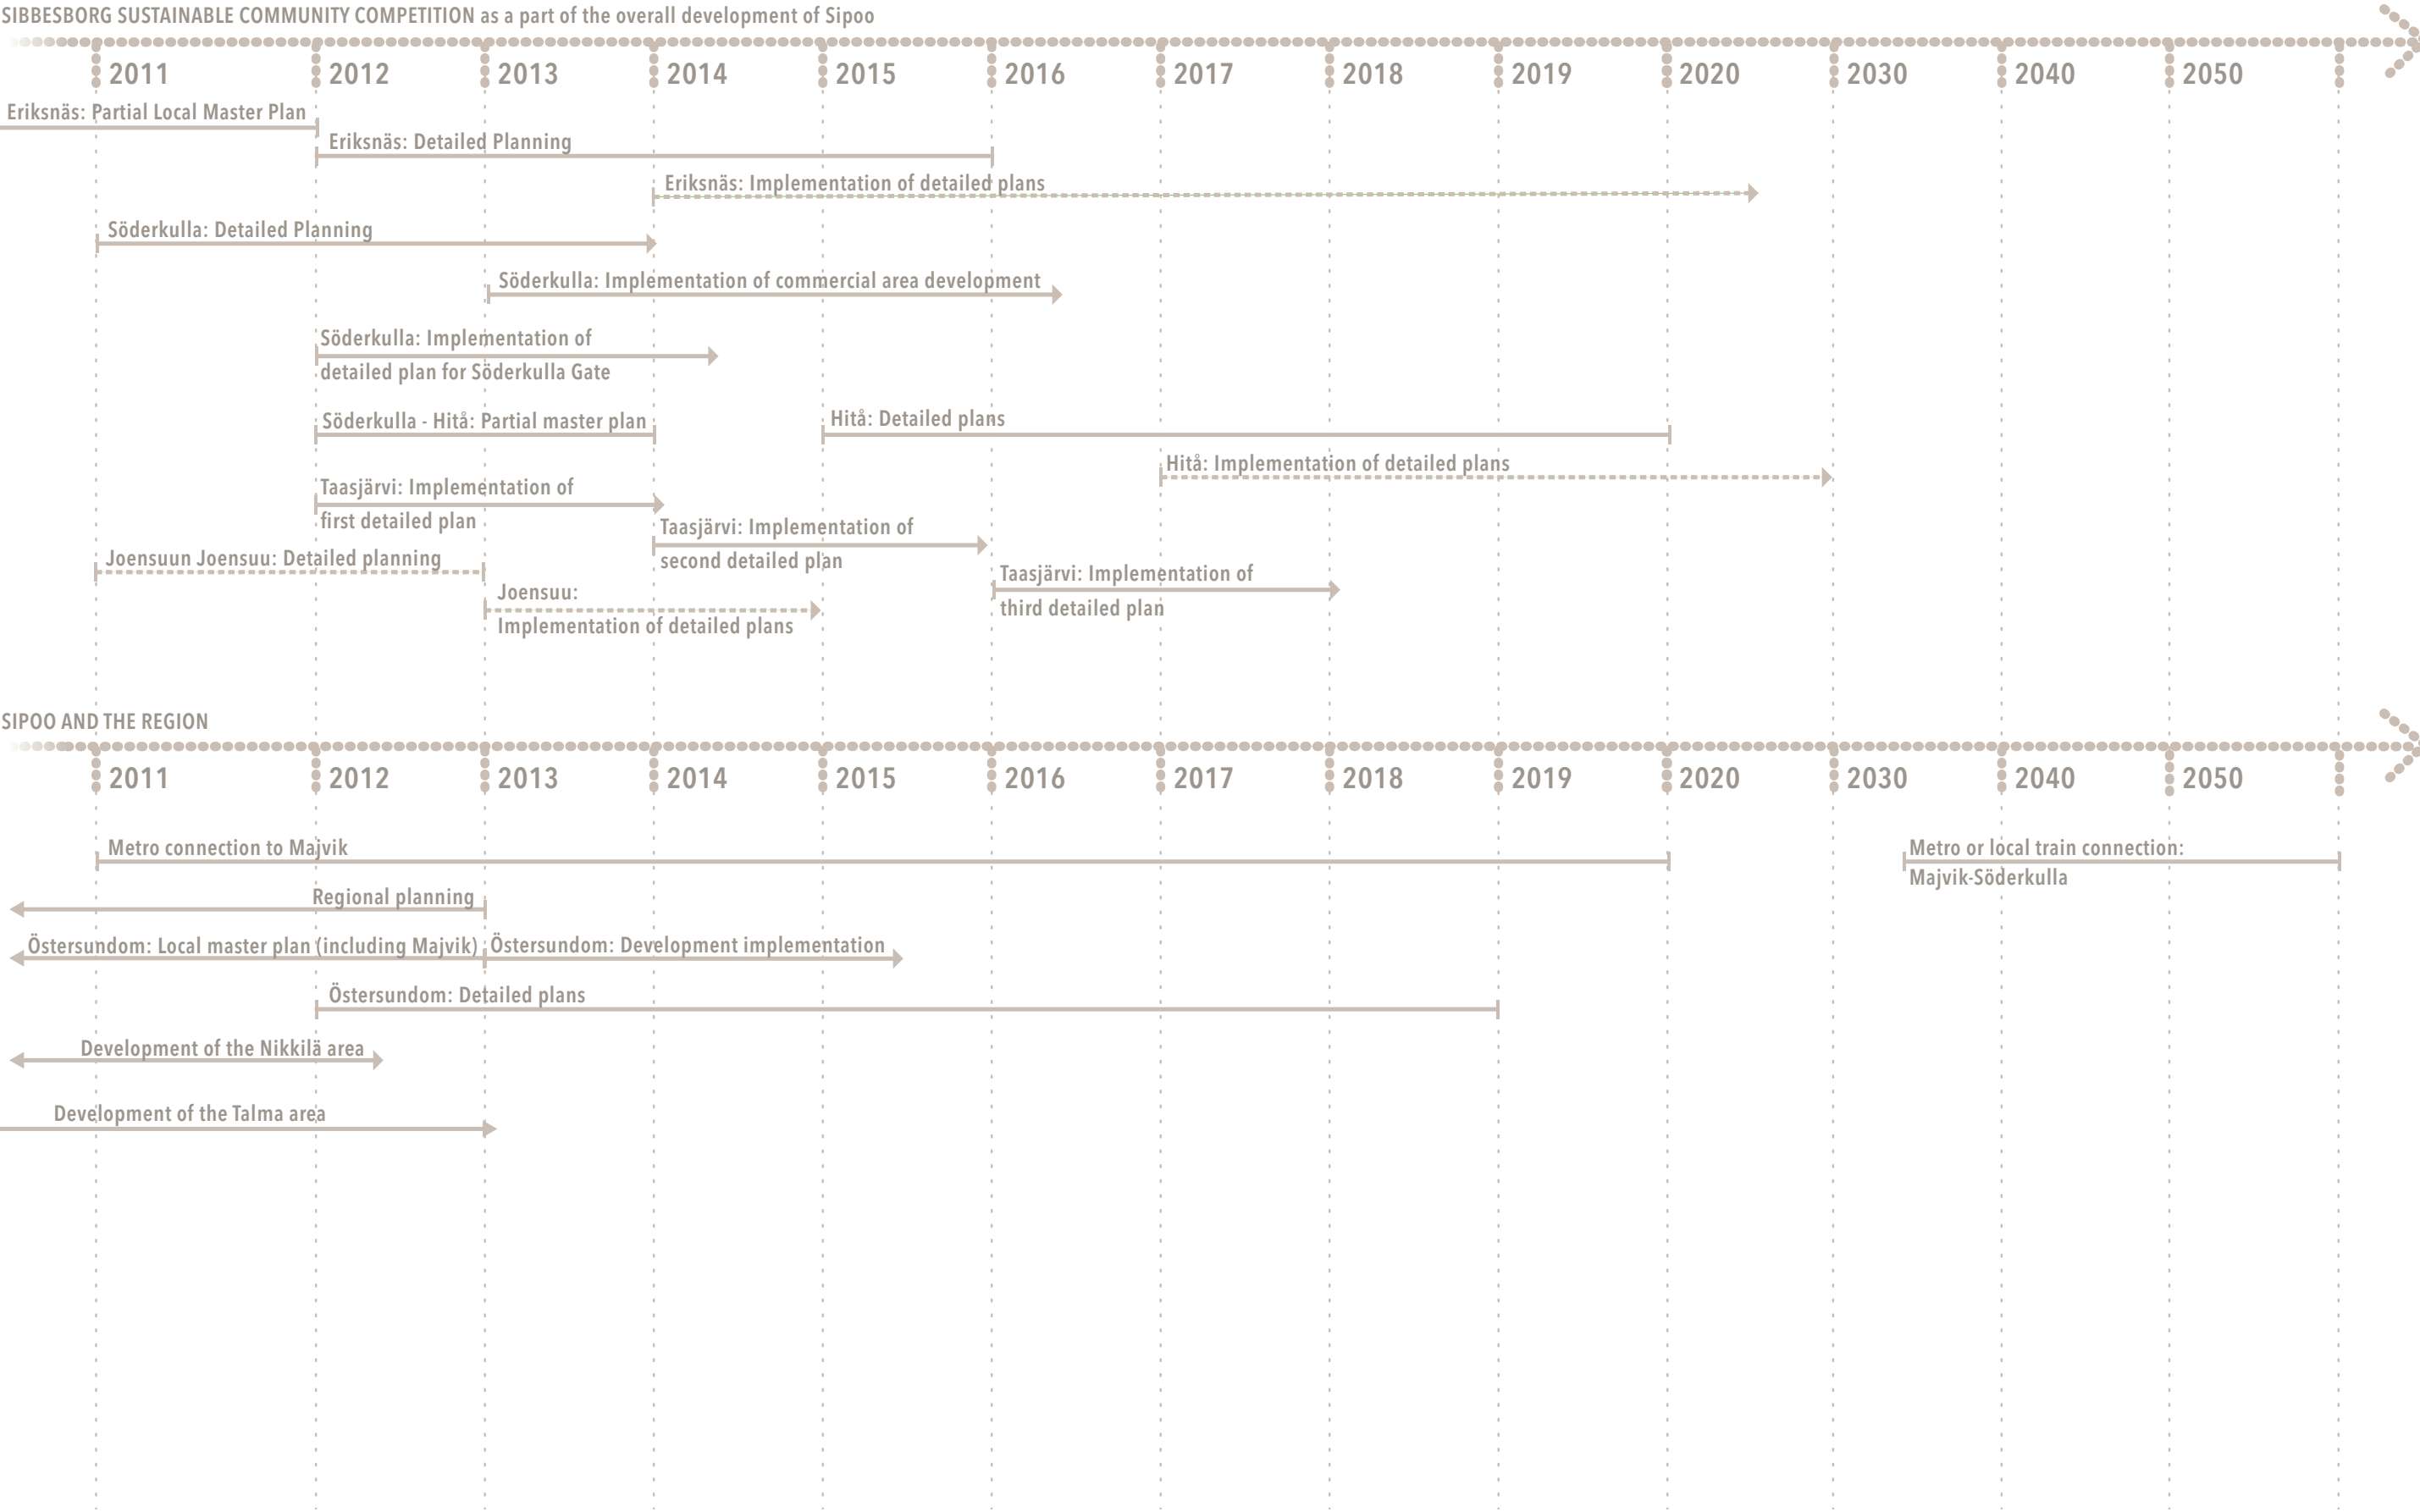 SIBBESBORG SUSTAINABLE COMMUNITY COMPETITION as a part of the overall development of Sipoo
2011 2012 2013 2014 2015 2016 2017 2018 2019 2020 2030 2040 2050
Eriksnäs: Partial Local Master Plan
Eriksnäs: Detailed Planning
Eriksnäs: Implementation of detailed plans
Söderkulla: Detailed Planning
Söderkulla: Implementation of commercial area development
Söderkulla: Implementation of
detailed plan for Söderkulla Gate
Söderkulla - Hitå: Partial master plan
Hitå: Detailed plans
Hitå: Implementation of detailed plans
Taasjärvi: Implementation of
first detailed plan
Taasjärvi: Implementation of
second detailed plan
Joensuun Joensuu: Detailed planning
Taasjärvi: Implementation of
third detailed plan
Joensuu:
Implementation of detailed plans
SIPOO AND THE REGION
2011 2012 2013 2014 2015 2016 2017 2018 2019 2020 2030 2040 2050
Metro connection to Majvik
Metro or local train connection:
Majvik-Söderkulla
Regional planning
Östersundom: Local master plan (including Majvik)
Östersundom: Development implementation
Östersundom: Detailed plans
Development of the Nikkilä area
Development of the Talma area